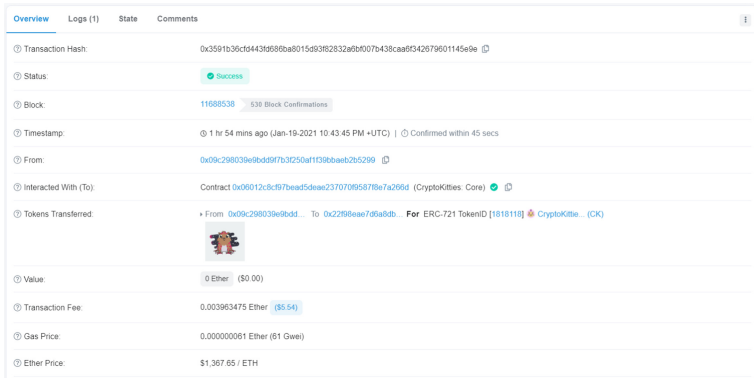 Overview Logs (1) State Comments
Transaction Hash: 0x3591b36cfd443fd686ba8015d93f82832a6bf007b438caa6f342679601145e9e
Status: Success
Block: 11688538 530 Block Confirmations
Timestamp: 1 hr 54 mins ago (Jan-19-2021 10:43:45 PM +UTC) | Confirmed within 45 secs
From: 0x09c298039e9bdd9f7b3f250af1f39bbaeb2b5299
Interacted With (To): Contract 0x06012c8cf97bead5deae237070f9587f8e7a266d (CryptoKitties: Core)
Tokens Transferred: From 0x09c298039e9bdd... To 0x22f98eae7d6a8db... For ERC-721 TokenID [1818118] CryptoKittie... (CK)
Value: 0 Ether ($0.00)
Transaction Fee: 0.003963475 Ether ($5.54)
Gas Price: 0.000000061 Ether (61 Gwei)
Ether Price: $1,367.65 / ETH